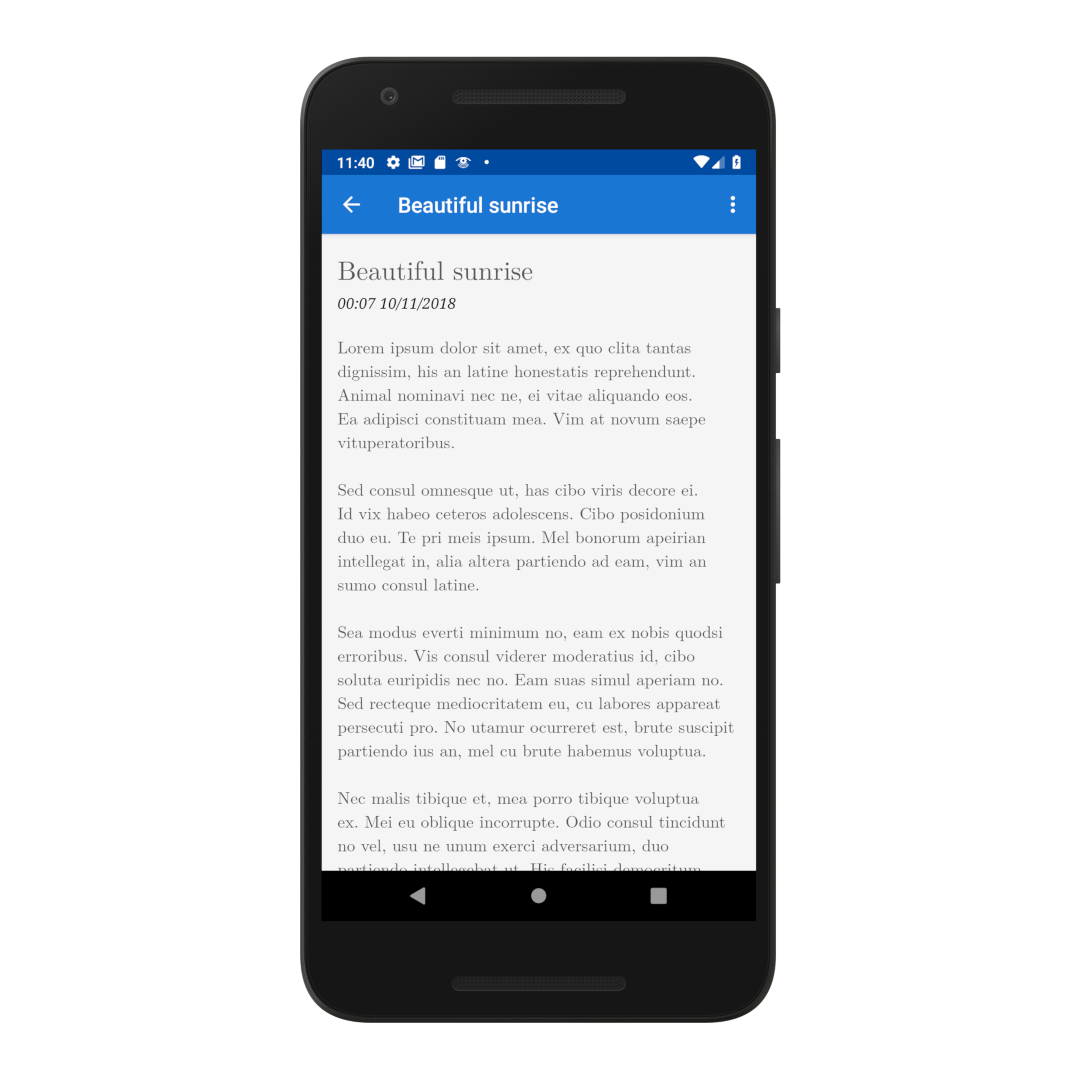 11:40
Beautiful sunrise
Beautiful sunrise
00:07 10/11/2018
Lorem ipsum dolor sit amet, ex quo clita tantas
dignissim, his an latine honestatis reprehendunt.
Animal nominavi nec ne, ei vitae aliquando eos.
Ea adipisci constituam mea. Vim at novum saepe
vituperatoribus.
Sed consul omnesque ut, has cibo viris decore ei.
Id vix habeo ceteros adolescens. Cibo posidonium
duo eu. Te pri meis ipsum. Mel bonorum apeirian
intellegat in, alia altera partiendo ad eam, vim an
sumo consul latine.
Sea modus everti minimum no, eam ex nobis quodsi
erroribus. Vis consul viderer moderatius id, cibo
soluta euripidis nec no. Eam suas simul aperiam no.
Sed recteque mediocritatem eu, cu labores appareat
persecuti pro. No utamur ocurreret est, brute suscipit
partiendo ius an, mel cu brute habemus voluptua.
Nec malis tibique et, mea porro tibique voluptua
ex. Mei eu oblique incorrupte. Odio consul tincidunt
no vel, usu ne unum exerci adversarium, duo
partiendo intellegebat ut. His facilisi democritum